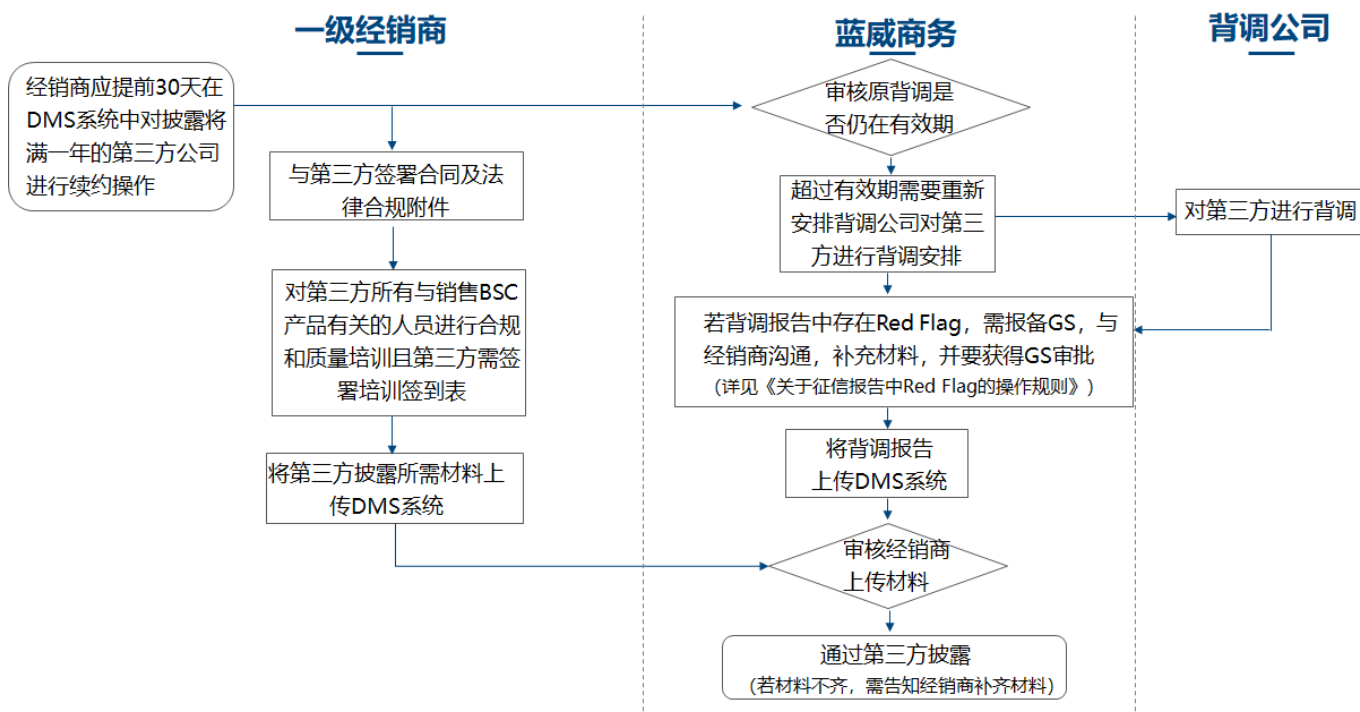 一级经销商
蓝威商务
背调公司
经销商应提前30天在
DMS系统中对披露将
满一年的第三方公司
进行续约操作
审核原背调是
否仍在有效期
与第三方签署合同及法
律合规附件
超过有效期需要重新
安排背调公司对第三
方进行背调安排
对第三方进行背调
对第三方所有与销售BSC
产品有关的人员进行合规
和质量培训且第三方需签
署培训签到表
若背调报告中存在Red Flag，需报备GS，与
经销商沟通，补充材料，并要获得GS审批
（详见《关于征信报告中Red Flag的操作规则》）
将第三方披露所需材料上
传DMS系统
将背调报告
上传DMS系统
审核经销商
上传材料
通过第三方披露
（若材料不齐，需告知经销商补齐材料）